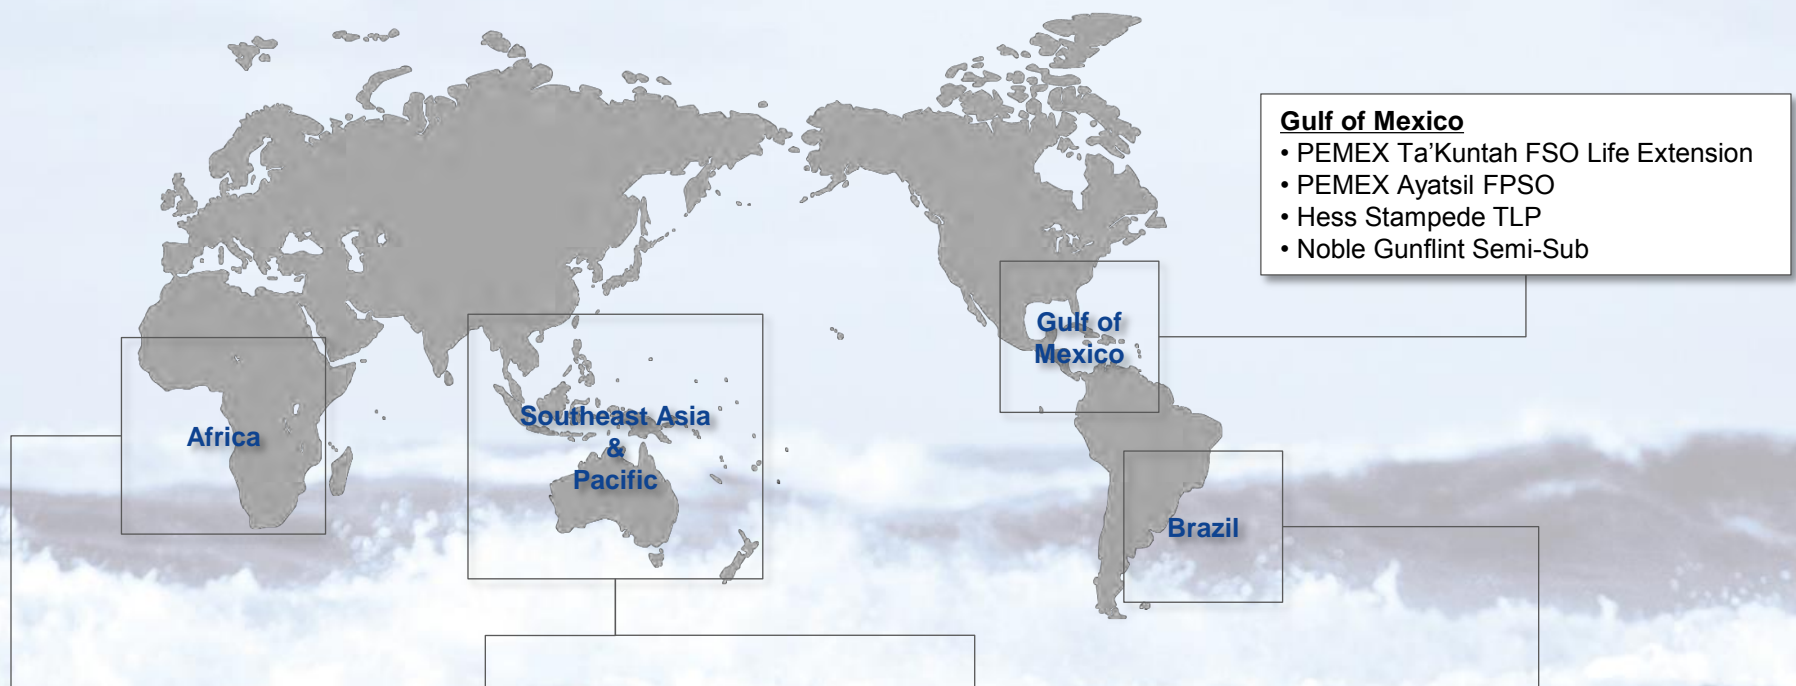 Gulf of Mexico
• PEMEX Ta'Kuntah FSO Life Extension
• PEMEX Ayatsil FPSO
• Hess Stampede TLP
• Noble Gunflint Semi-Sub
Gulf of
Mexico
Southeast Asia
&
Pacific
Africa
Brazil